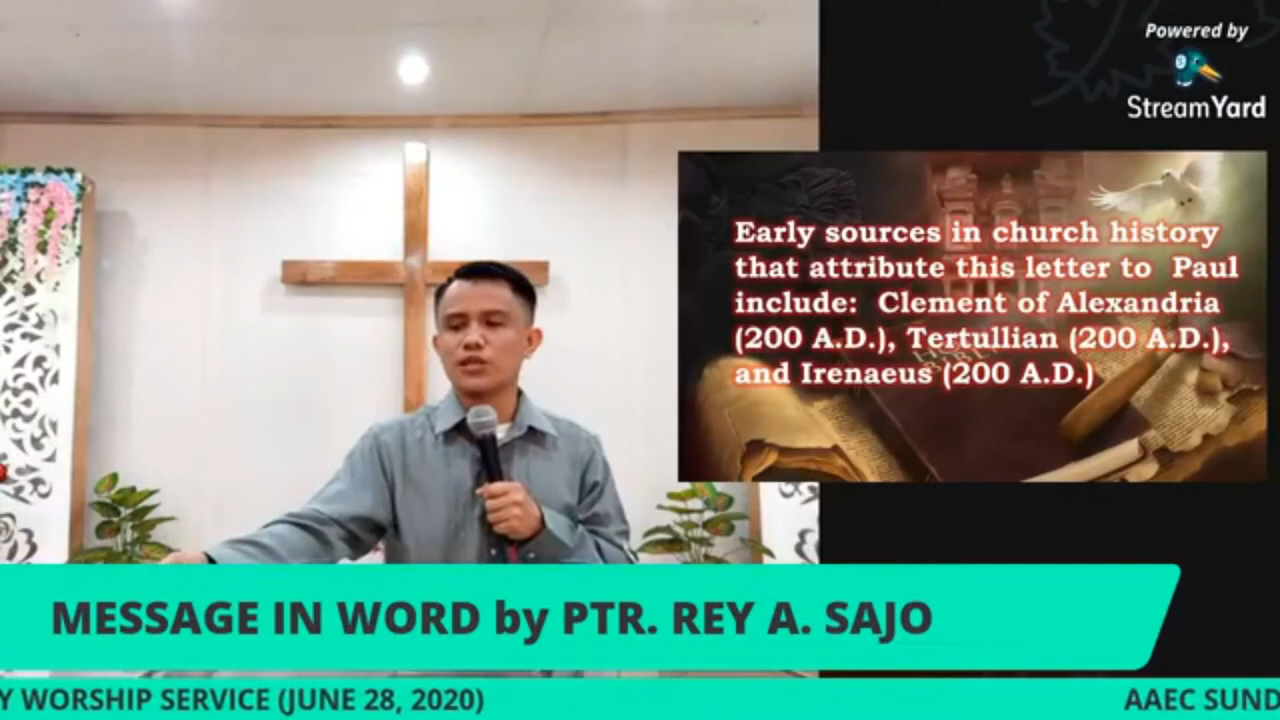 Powered by
StreamYard
Early sources in church history
that attribute this letter to Paul
include: Clement of Alexandria
(200 A.D.), Tertullian (200 A.D.),
and Irenaeus (200 A.D.)
MESSAGE IN WORD by PTR. REY A. SAJO
Y WORSHIP SERVICE (JUNE 28, 2020)
AAEC SUND